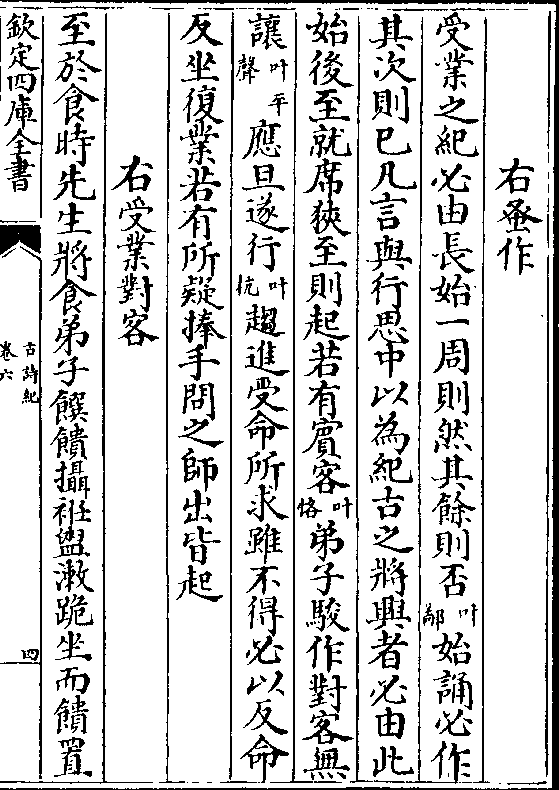 右蚤作
受業之紀必由長始一周則然其餘則否叶鄙始誦必作
其次則已凡言與行思中以為紀古之將興者必由此
始後至就席狹至則起若有賓客叶恪弟子駿作對客無
讓叶平聲應且遂行叶杭趨進受命所求雖不得必以反命
反坐復業若有所疑捧手問之師出皆起
右受業對客
至於食時先生將食弟子饌饋攝衽盥漱跪坐而饋置
欽定四庫全書
古詩紀
卷六
四